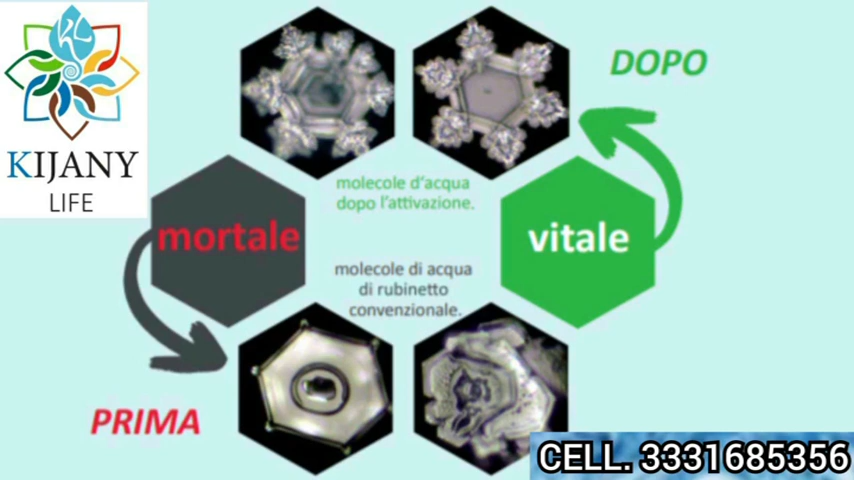 KIJANY
LIFE
DOPO
molecole d'acqua
dopo l'attivazione.
mortale
vitale
molecole di acqua
di rubinetto
convenzionale.
PRIMA
CELL. 3331685356